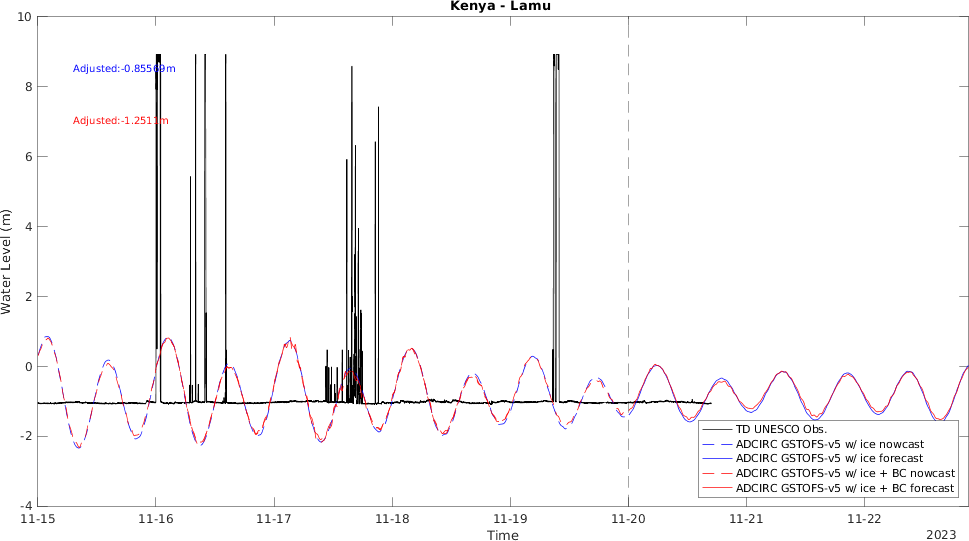 Kenya - Lamu
10
8
6
4
2
0
-2
-4
Water Level (m)
Adjusted:-0.85569m
Adjusted:-1.2511m
TD UNESCO Obs.
ADCIRC GSTOFS-v5 w/ ice nowcast
ADCIRC GSTOFS-v5 w/ ice forecast
ADCIRC GSTOFS-v5 w/ ice + BC nowcast
ADCIRC GSTOFS-v5 w/ ice + BC forecast
11-15 11-16 11-17 11-18 11-19 11-20 11-21 11-22
Time
2023